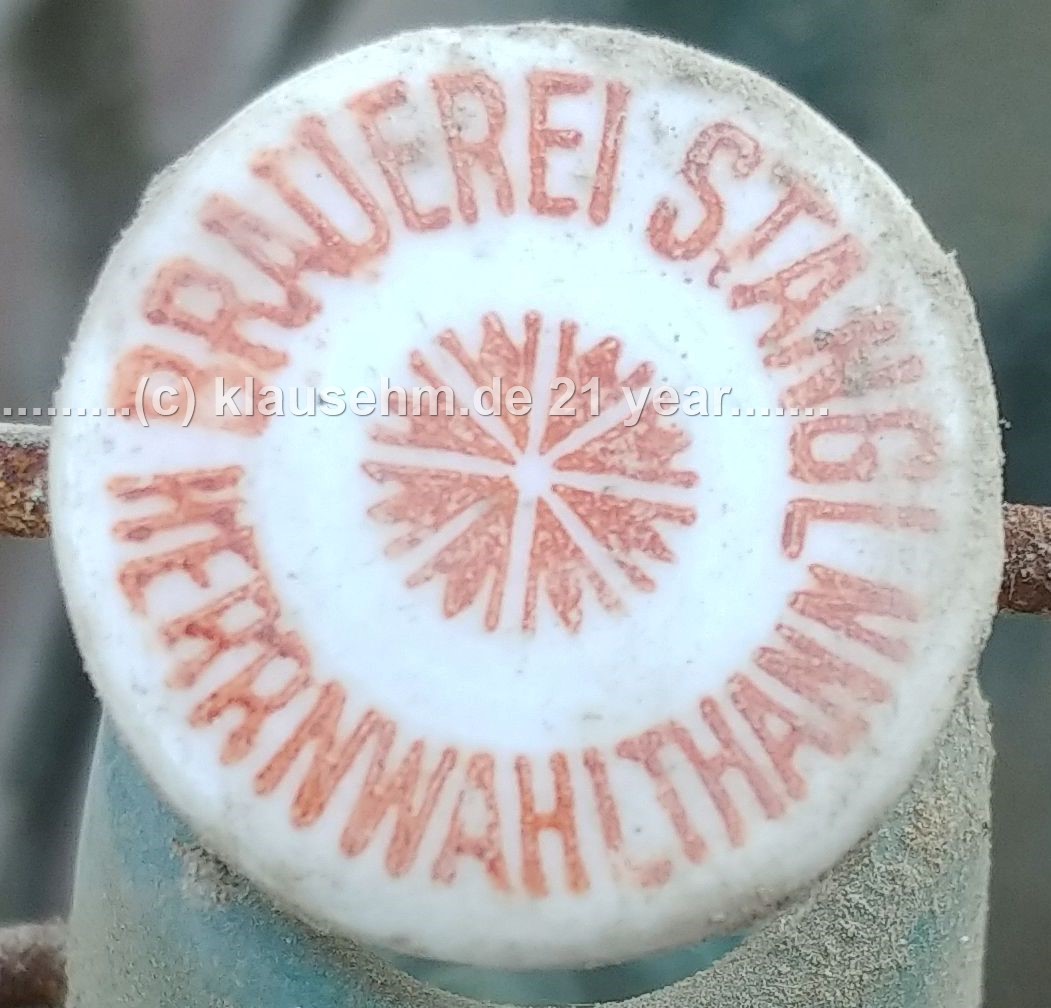 BRAUEREI STANGL
HERRNWAHLTHANN
.........(c) klausehm.de 21 year.......